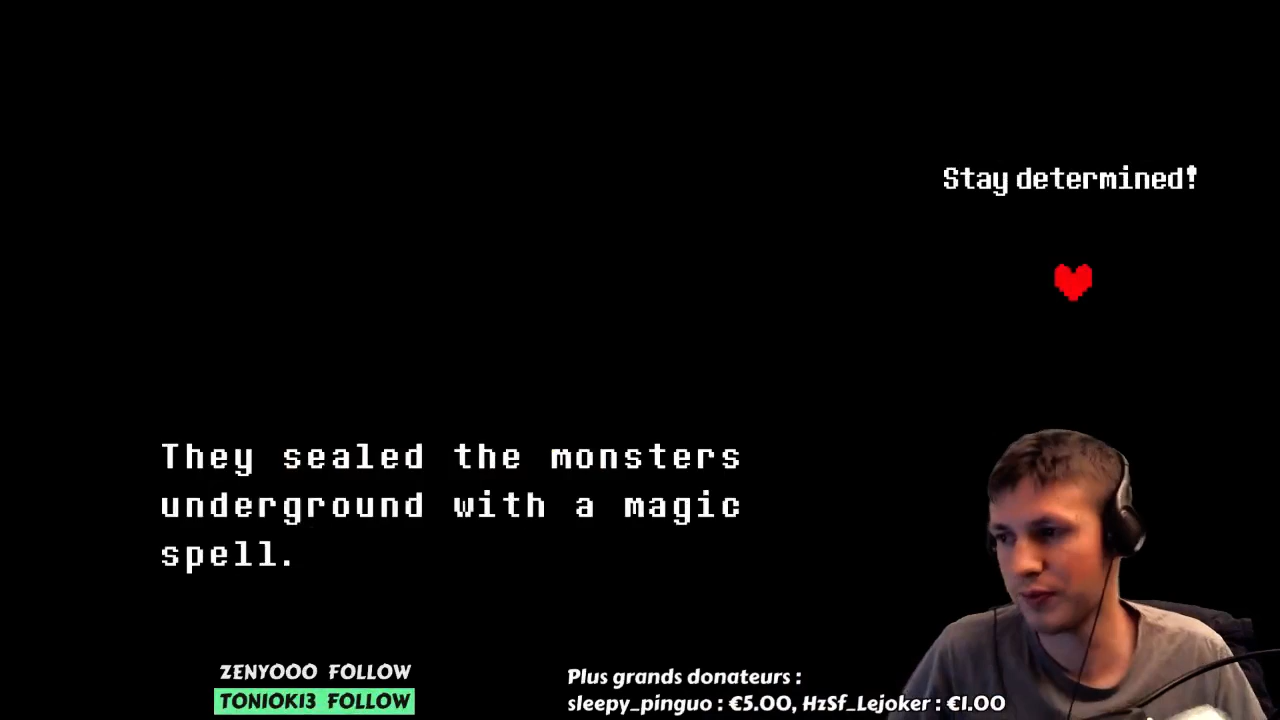 Stay determined!
They sealed the monsters
underground with a magic
spell.
ZENYOOO FOLLOW
TONIOKI3 FOLLOW
Plus grands donateurs :
sleepy_pinguo : €5.00, HzSf_Lejoker : €1.00